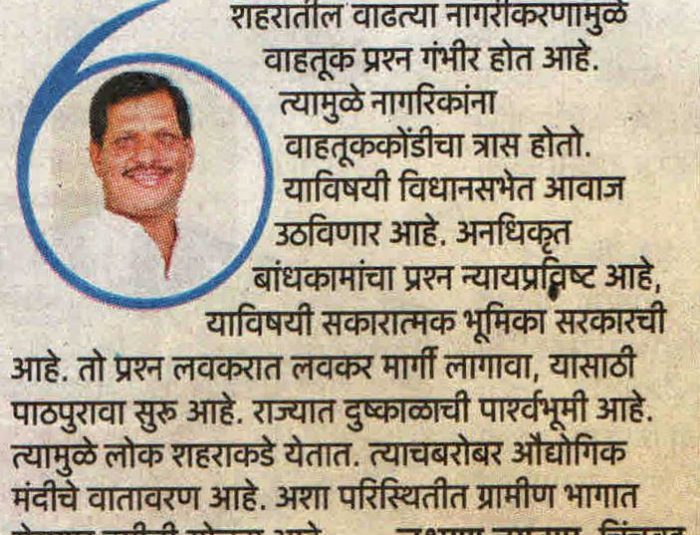 शहरातील वाढत्या नागरीकरणामुळे
वाहतूक प्रश्न गंभीर होत आहे.
त्यामुळे नागरिकांना
वाहतूककोंडीचा त्रास होतो.
याविषयी विधानसभेत आवाज
उठविणार आहे. अनधिकृत
बांधकामांचा प्रश्न न्यायप्रविष्ट आहे,
याविषयी सकारात्मक भूमिका सरकारची
आहे. तो प्रश्न लवकरात लवकर मार्गी लागावा, यासाठी
पाठपुरावा सुरू आहे. राज्यात दुष्काळाची पार्श्वभूमी आहे.
त्यामुळे लोक शहराकडे येतात. त्याचबरोबर औद्योगिक
मंदीचे वातावरण आहे. अशा परिस्थितीत ग्रामीण भागात